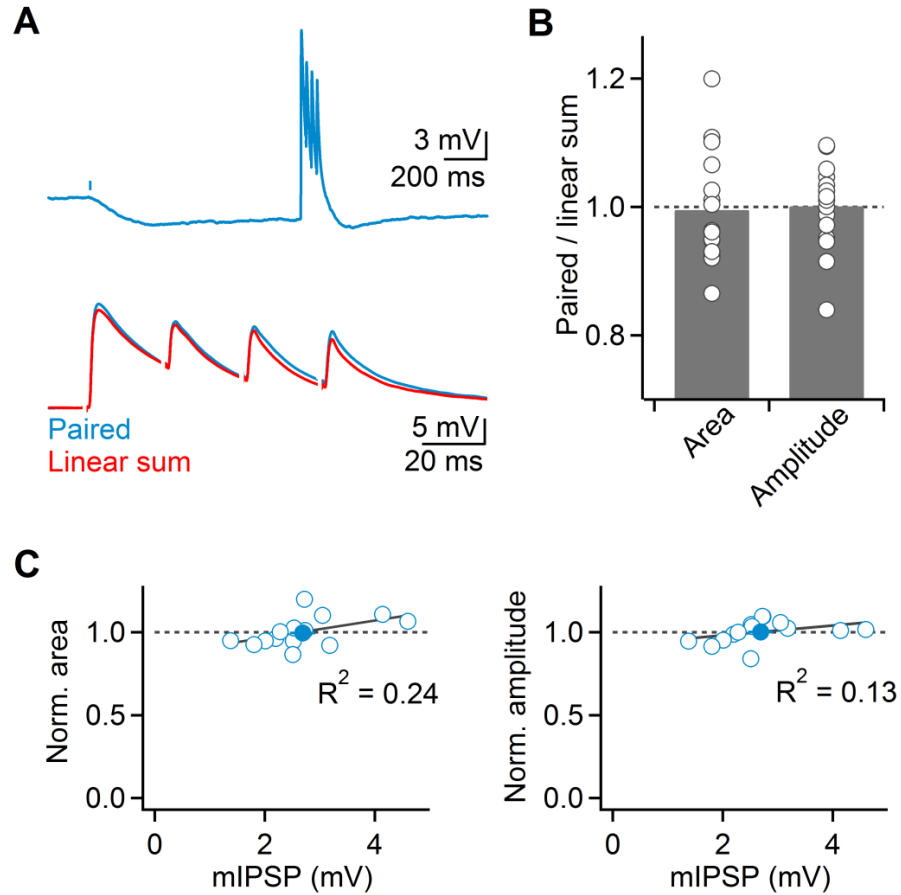 A
3 mV
200 ms
Paired
Linear sum
5 mV
20 ms
B
Paired / linear sum
1.2
1.0
0.8
Area
Amplitude
C
Norm. area
1.0
0.5
0.0
R² = 0.24
0
2
4
mIPSP (mV)
Norm. amplitude
1.0
0.5
0.0
R² = 0.13
0
2
4
mIPSP (mV)